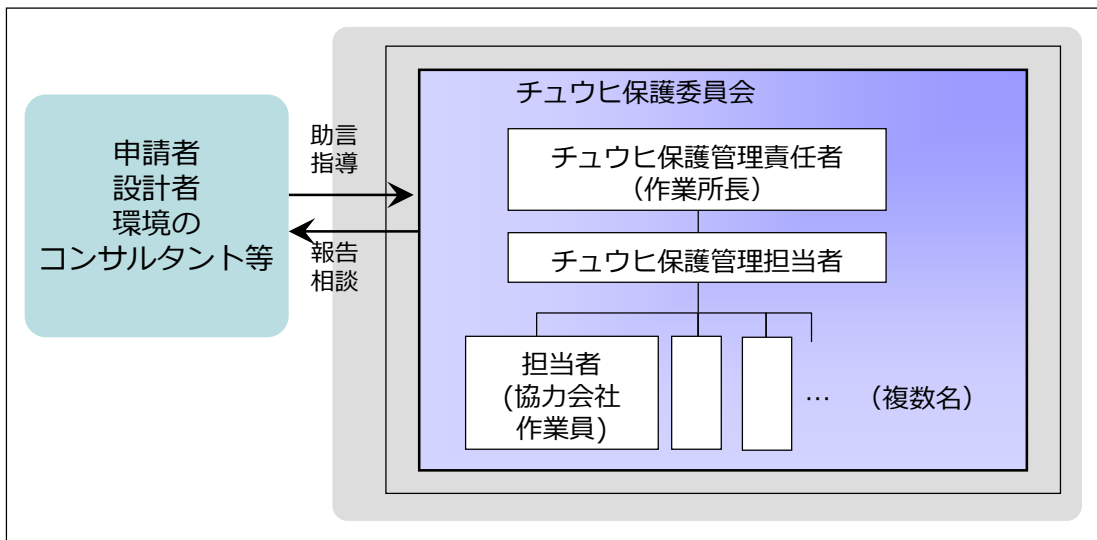 チュウヒ保護委員会
申請者
設計者
環境の
コンサルタント等
助言
指導
報告
相談
チュウヒ保護管理責任者
（作業所長）
チュウヒ保護管理担当者
担当者
(協力会社
作業員)
… （複数名）